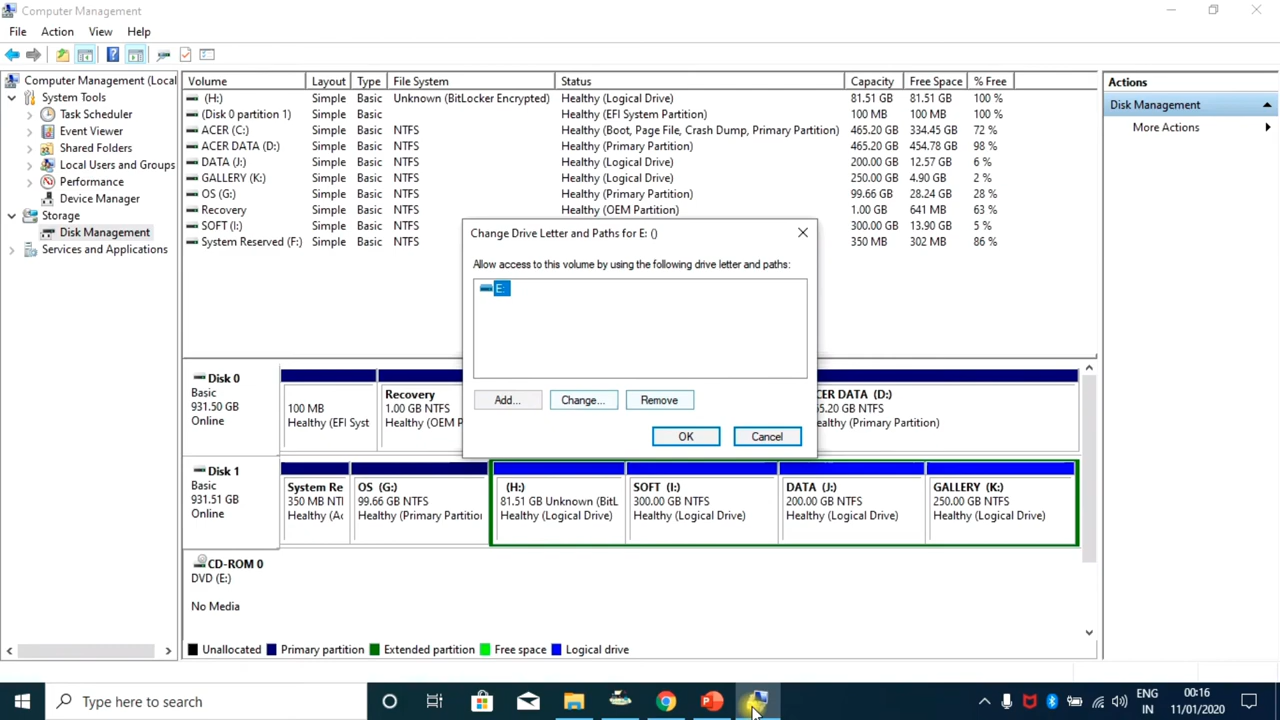 Computer Management
File Action View Help
Computer Management (Local
System Tools
Task Scheduler
Event Viewer
Shared Folders
Local Users and Groups
Performance
Device Manager
Storage
Disk Management
Services and Applications
Volume Layout Type File System Status Capacity Free Space % Free
(H:) Simple Basic Unknown (BitLocker Encrypted) Healthy (Logical Drive) 81.51 GB 81.51 GB 100 %
(Disk 0 partition 1) Simple Basic Healthy (EFI System Partition) 100 MB 100 MB 100 %
ACER (C:) Simple Basic NTFS Healthy (Boot, Page File, Crash Dump, Primary Partition) 465.20 GB 334.45 GB 72 %
ACER DATA (D:) Simple Basic NTFS Healthy (Primary Partition) 465.20 GB 454.78 GB 98 %
DATA (J:) Simple Basic NTFS Healthy (Logical Drive) 200.00 GB 12.57 GB 6 %
GALLERY (K:) Simple Basic NTFS Healthy (Logical Drive) 250.00 GB 4.90 GB 2 %
OS (G:) Simple Basic NTFS Healthy (Primary Partition) 99.66 GB 28.24 GB 28 %
Recovery Simple Basic NTFS Healthy (OEM Partition) 1.00 GB 641 MB 63 %
SOFT (I:) Simple Basic NTFS 300.00 GB 13.90 GB 5 %
System Reserved (F:) Simple Basic NTFS 350 MB 302 MB 86 %
Actions
Disk Management
More Actions
Change Drive Letter and Paths for E: ()
Allow access to this volume by using the following drive letter and paths:
E:
Add... Change... Remove
OK Cancel
Disk 0
Basic
931.50 GB
Online
100 MB
Healthy (EFI Syst
Recovery
1.00 GB NTFS
Healthy (OEM P
CER DATA (D:)
65.20 GB NTFS
Healthy (Primary Partition)
Disk 1
Basic
931.51 GB
Online
System Re
350 MB NTI
Healthy (Ac
OS (G:)
99.66 GB NTFS
Healthy (Primary Partitio
(H:)
81.51 GB Unknown (BitL
Healthy (Logical Drive)
SOFT (I:)
300.00 GB NTFS
Healthy (Logical Drive)
DATA (J:)
200.00 GB NTFS
Healthy (Logical Drive)
GALLERY (K:)
250.00 GB NTFS
Healthy (Logical Drive)
CD-ROM 0
DVD (E:)
No Media
Unallocated Primary partition Extended partition Free space Logical drive
Type here to search
ENG
IN
00:16
11/01/2020